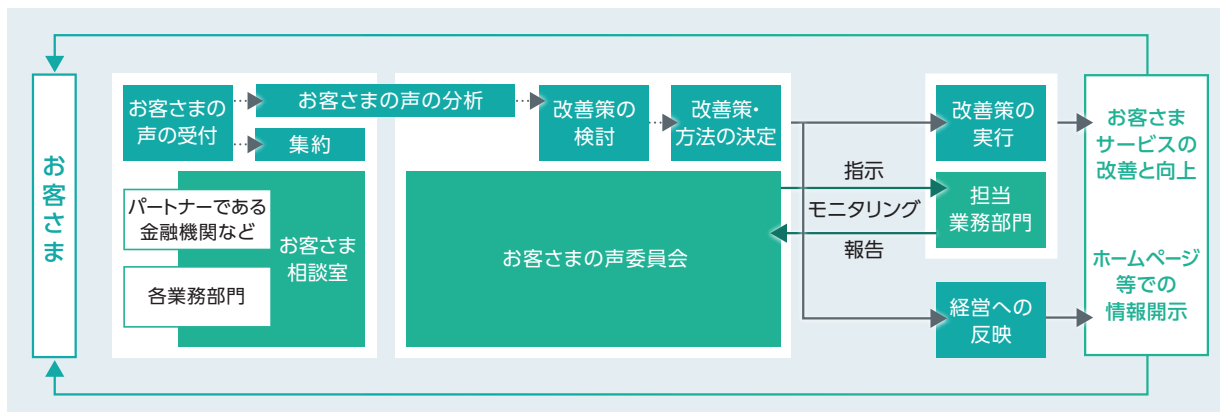 お客さま
お客さまの
声の受付
お客さまの声の分析
集約
パートナーである
金融機関など
各業務部門
お客さま
相談室
改善策の
検討
改善策・
方法の決定
お客さまの声委員会
指示
モニタリング
報告
改善策の
実行
担当
業務部門
経営への
反映
お客さま
サービスの
改善と向上
ホームページ
等での
情報開示